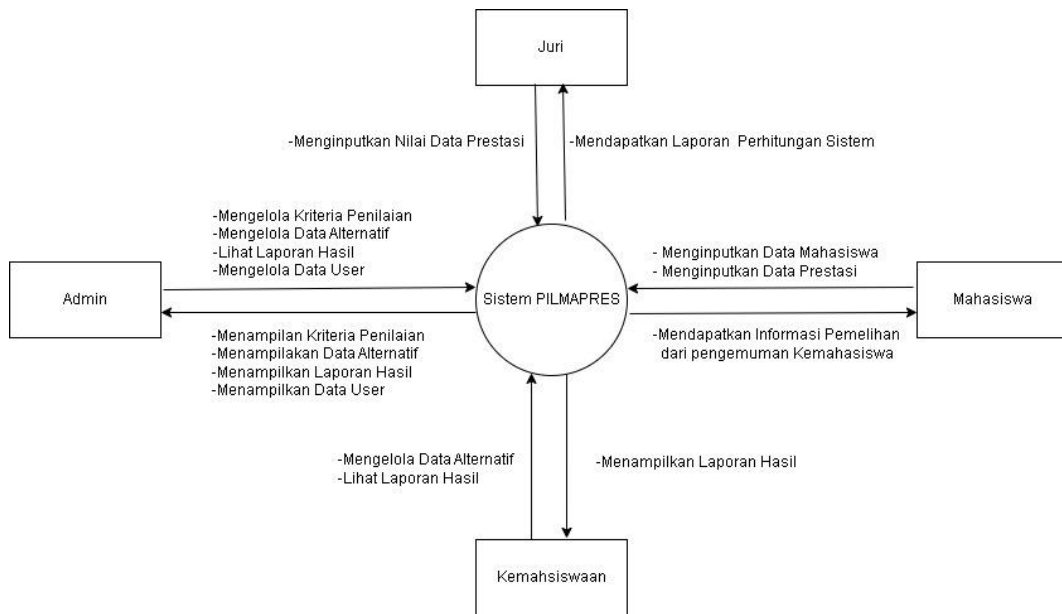 Juri
-Menginputkan Nilai Data Prestasi
-Mendapatkan Laporan Perhitungan Sistem
-Mengelola Kriteria Penilaian
-Mengelola Data Alternatif
-Lihat Laporan Hasil
-Mengelola Data User
- Menginputkan Data Mahasiswa
- Menginputkan Data Prestasi
Admin
Sistem PILMAPRES
Mahasiswa
-Menampilan Kriteria Penilaian
-Menampilakan Data Alternatif
-Menampilkan Laporan Hasil
-Menampilkan Data User
-Mendapatkan Informasi Pemelihan
dari pengemuman Kemahasiswa
-Mengelola Data Alternatif
-Lihat Laporan Hasil
-Menampilkan Laporan Hasil
Kemahsiswaan